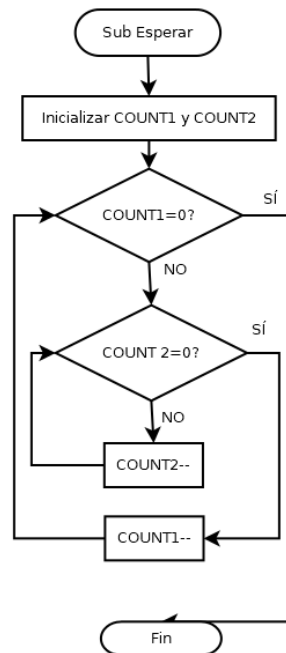 Sub Esperar
Inicializar COUNT1 y COUNT2
COUNT1=0?
SÍ
NO
COUNT 2=0?
SÍ
NO
COUNT2--
COUNT1--
Fin